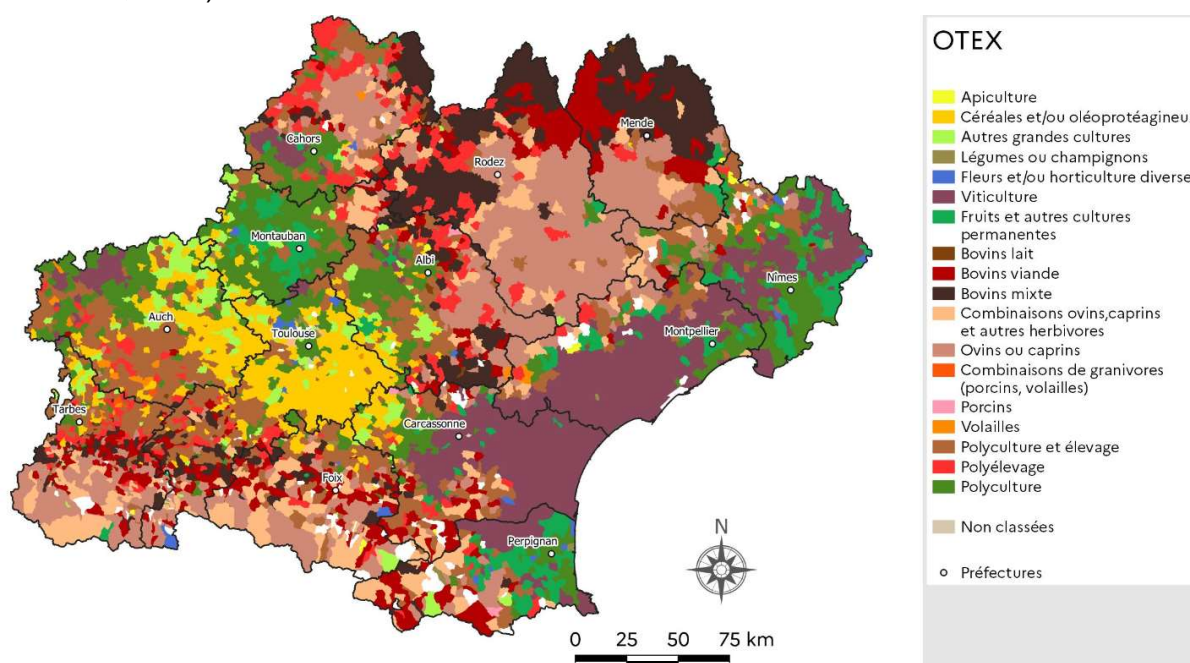 OTEX
Apiculture
Céréales et/ou oléoprotéagineu
Autres grandes cultures
Légumes ou champignons
Fleurs et/ou horticulture diverse
Viticulture
Fruits et autres cultures
permanentes
Bovins lait
Bovins viande
Bovins mixte
Combinaisons ovins,caprins
et autres herbivores
Ovins ou caprins
Combinaisons de granivores
(porcins, volailles)
Porcins
Volailles
Polyculture et élevage
Polyélevage
Polyculture
Non classées
Préfectures
Mende
Cahors
Rodez
Montauban
Albi
Nîmes
Auch
Toulouse
Montpellier
Tarbes
Carcassonne
Foix
Perpignan
N
0 25 50 75 km